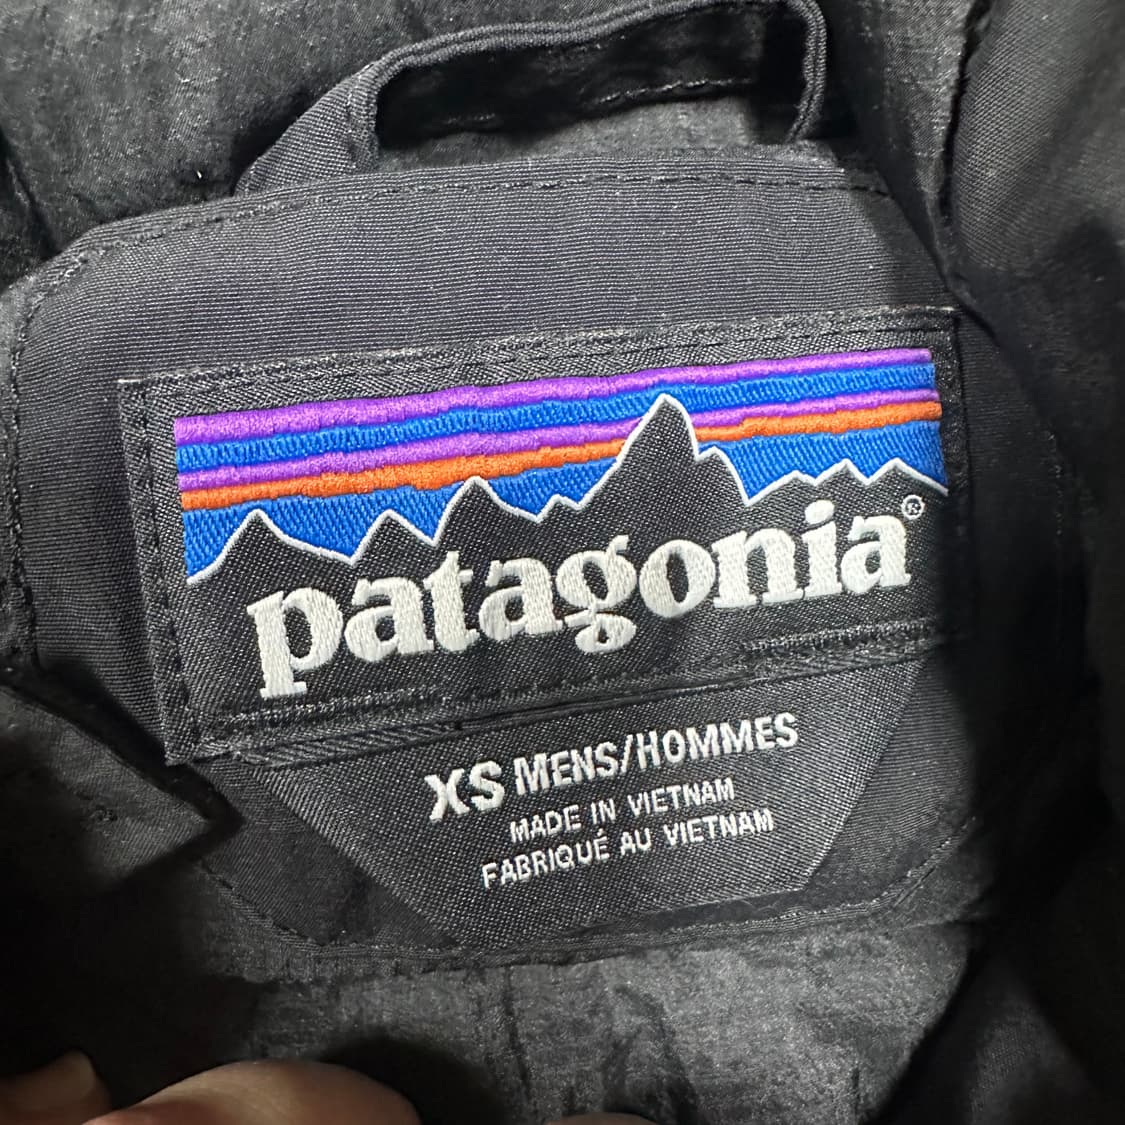 patagonia®
XS MENS/HOMMES
MADE IN VIETNAM
FABRIQUÉ AU VIETNAM